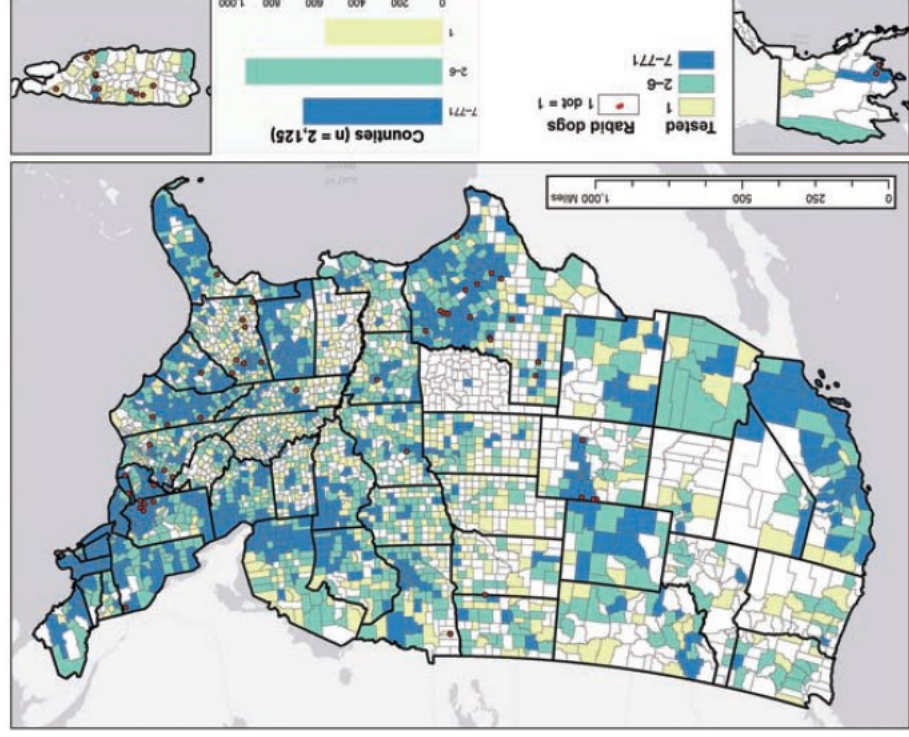 0 250 500 1,000 Miles
Tested
1
2–6
7–771
Rabid dogs
1 dot = 1
Counties (n = 2,125)
7–771
2–6
1
0 200 400 600 800 1,000